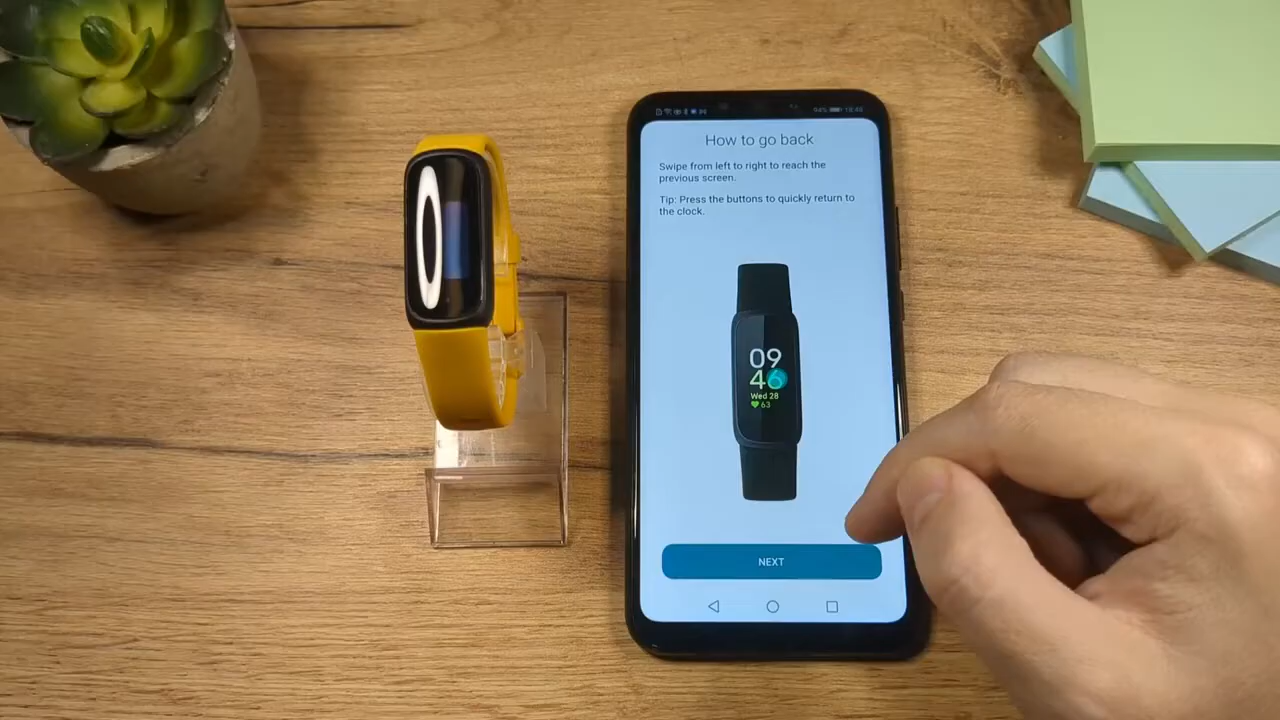 94%
How to go back
Swipe from left to right to reach the
previous screen.
Tip: Press the buttons to quickly return to
the clock.
09
46
Wed 28
63
NEXT